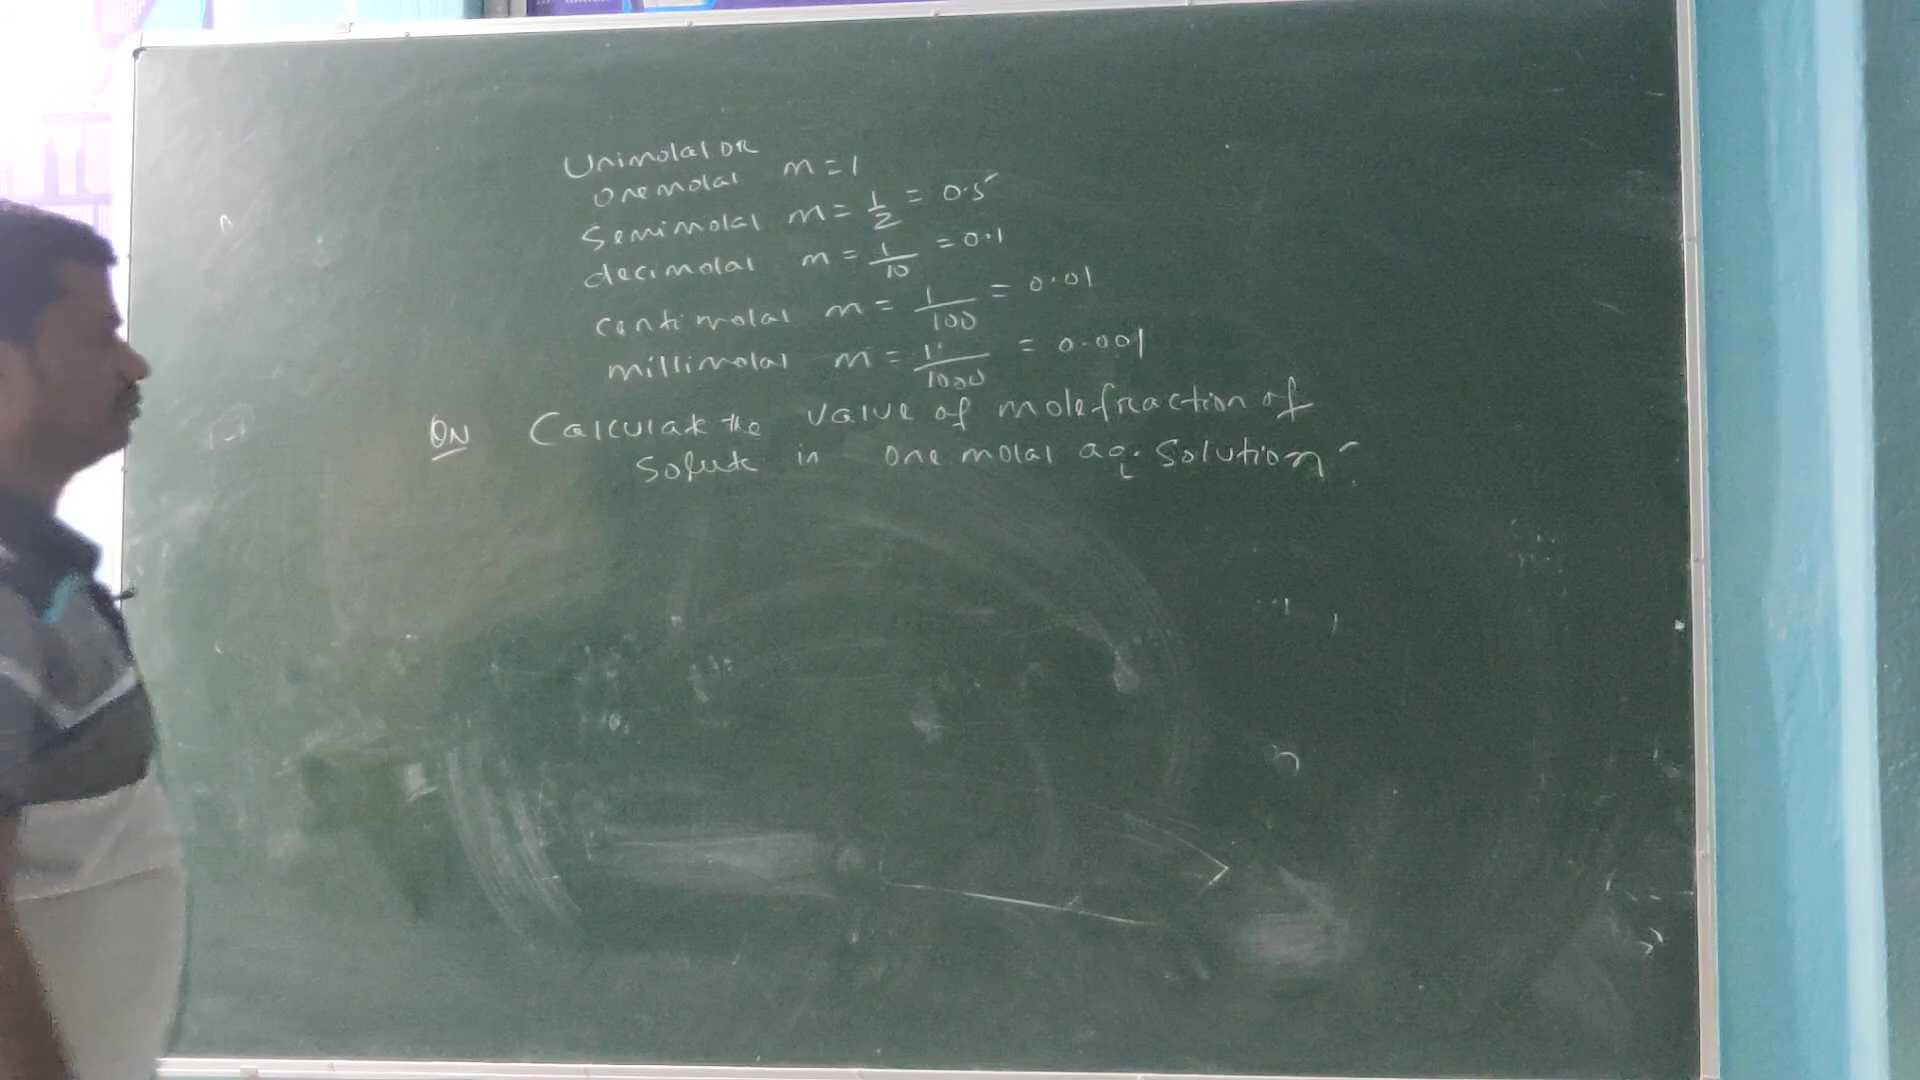 Unimolal OR
one molal m = 1
Semimolal m = 1/2 = 0.5
decimolal m = 1/10 = 0.1
centimolal m = 1/100 = 0.01
millimolal m = 1/1000 = 0.001
QN Calculate the value of mole fraction of
Solute in one molal aq. Solution?